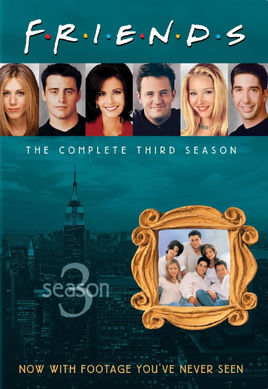 F·R·I·E·N·D·S
THE COMPLETE THIRD SEASON
season
3
NOW WITH FOOTAGE YOU'VE NEVER SEEN